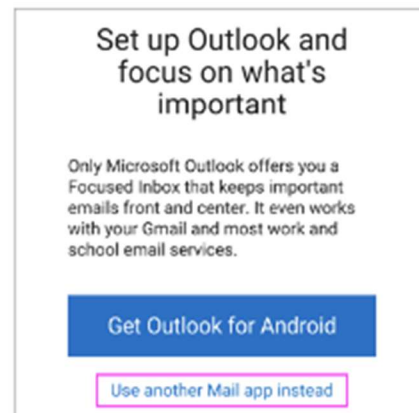 Set up Outlook and
focus on what's
important
Only Microsoft Outlook offers you a
Focused Inbox that keeps important
emails front and center. It even works
with your Gmail and most work and
school email services.
Get Outlook for Android
Use another Mail app instead